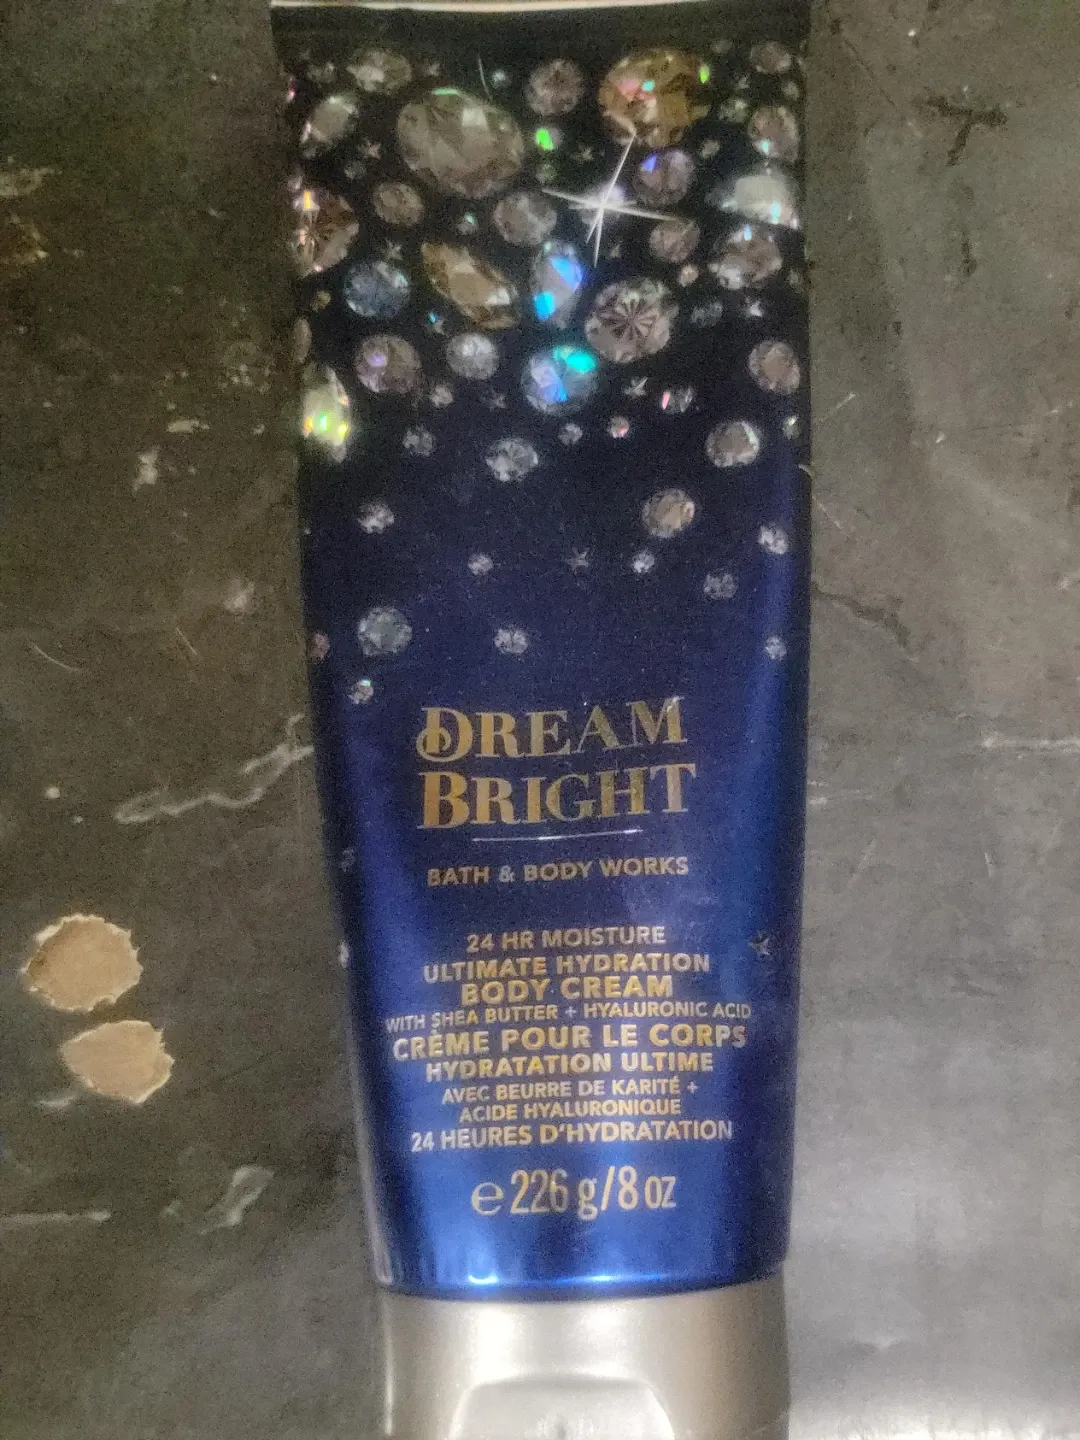 DREAM
BRIGHT
BATH & BODY WORKS
24 HR MOISTURE
ULTIMATE HYDRATION
BODY CREAM
WITH SHEA BUTTER + HYALURONIC ACID
CRÈME POUR LE CORPS
HYDRATATION ULTIME
AVEC BEURRE DE KARITÉ +
ACIDE HYALURONIQUE
24 HEURES D'HYDRATATION
℮ 226 g/8 oz